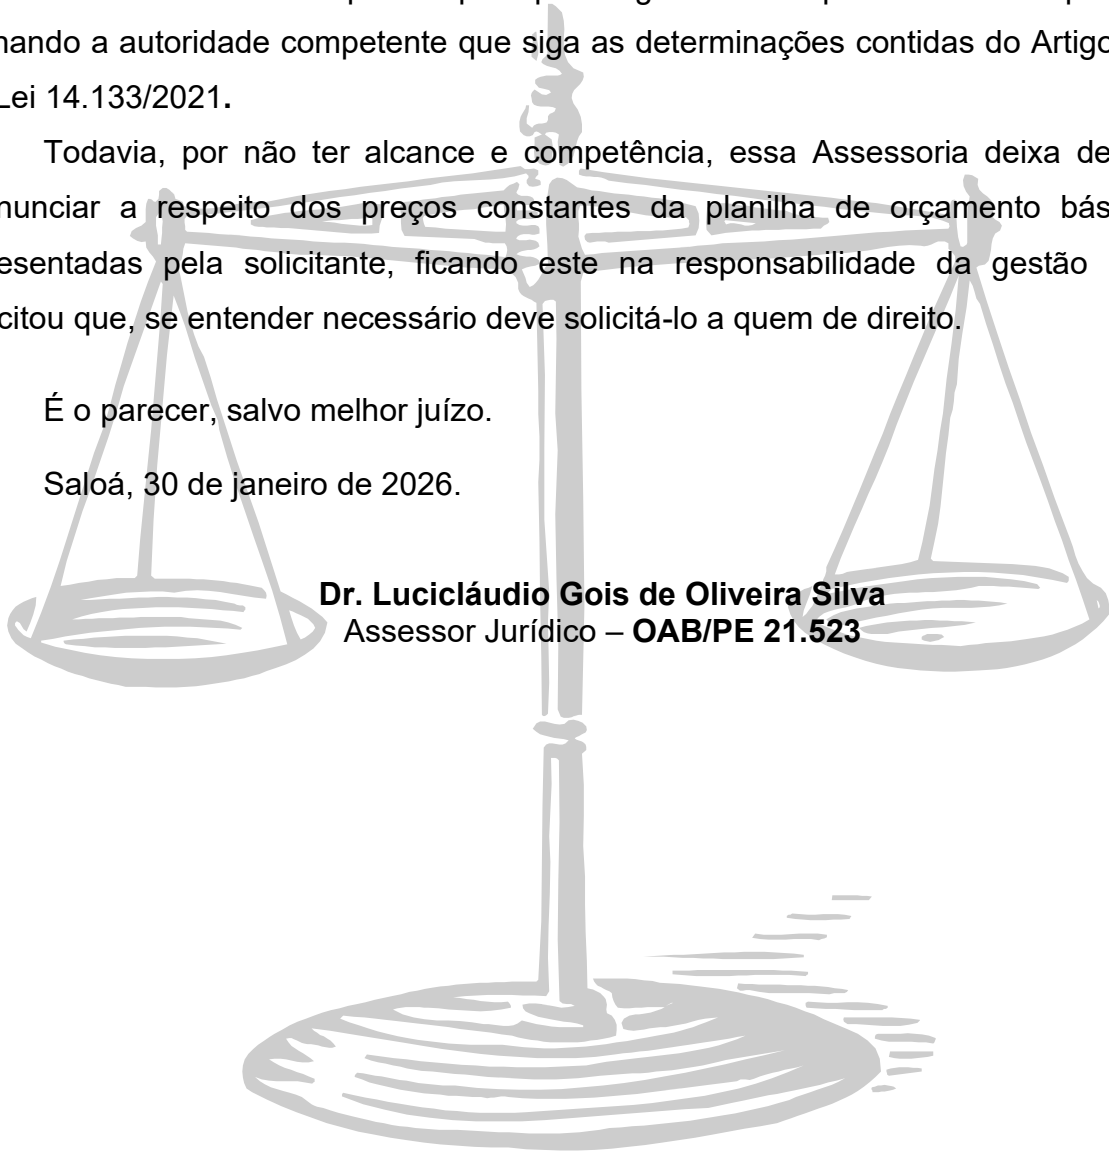 nando a autoridade competente que siga as determinações contidas do Artigo
Lei 14.133/2021.
Todavia, por não ter alcance e competência, essa Assessoria deixa de
nunciar a respeito dos preços constantes da planilha de orçamento bás
esentadas pela solicitante, ficando este na responsabilidade da gestão
citou que, se entender necessário deve solicitá-lo a quem de direito.
É o parecer, salvo melhor juízo.
Saloá, 30 de janeiro de 2026.
Dr. Lucicláudio Gois de Oliveira Silva
Assessor Jurídico – OAB/PE 21.523